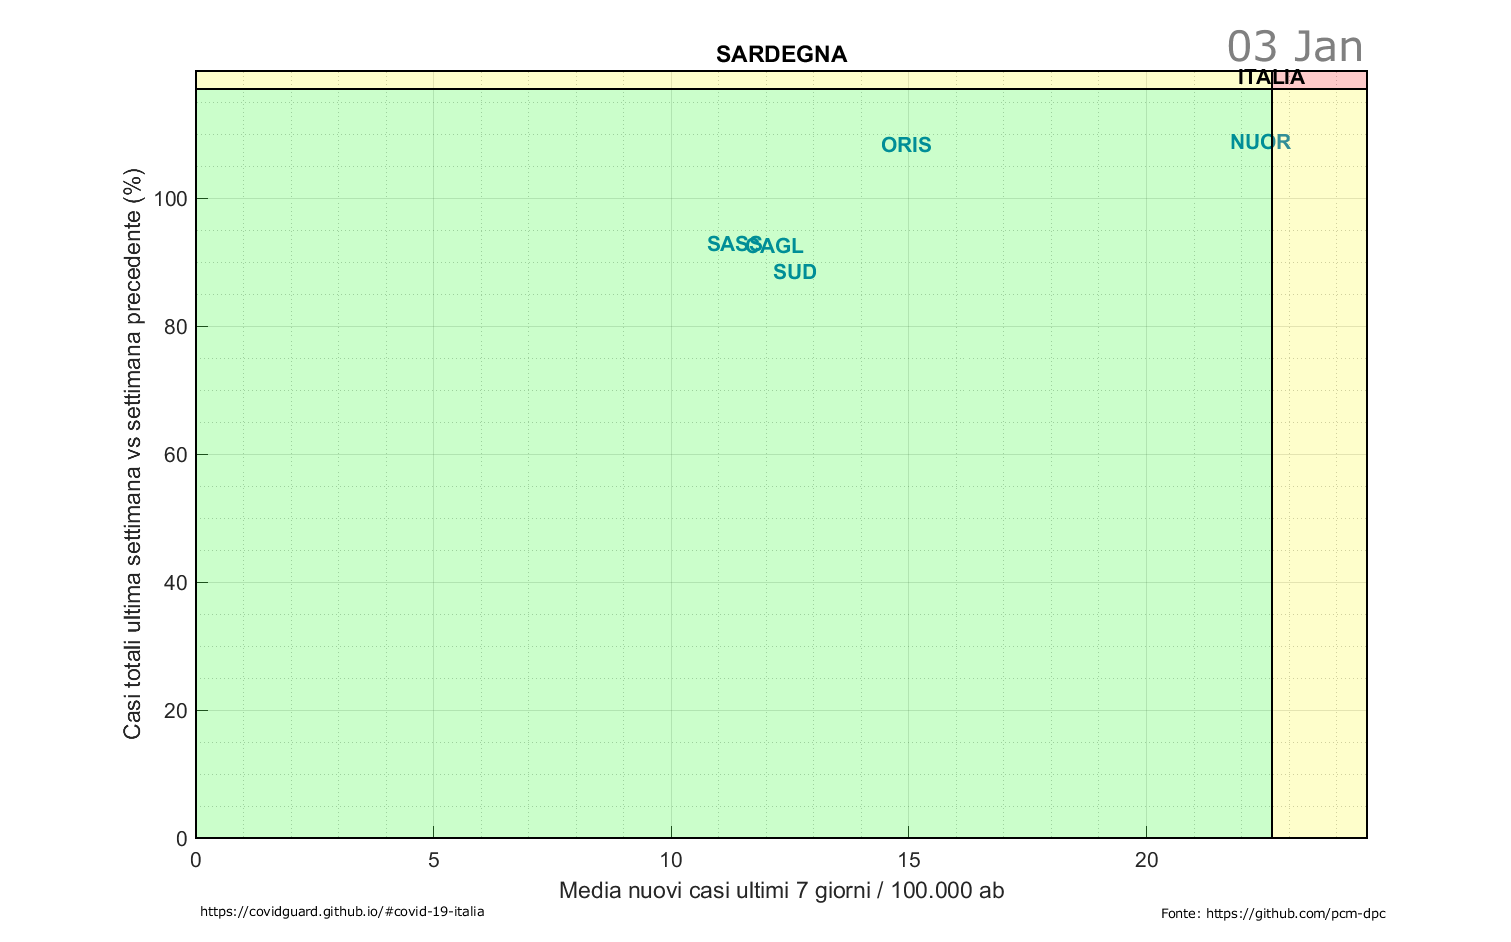 03 Jan
SARDEGNA
ITALIA
ORIS
NUOR
SASS
CAGL
SUD
Casi totali ultima settimana vs settimana precedente (%)
100
80
60
40
20
0
0 5 10 15 20
Media nuovi casi ultimi 7 giorni / 100.000 ab
https://covidguard.github.io/#covid-19-italia
Fonte: https://github.com/pcm-dpc